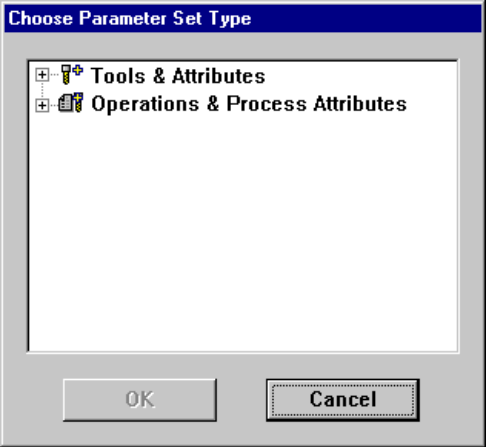 Choose Parameter Set Type
Tools & Attributes
Operations & Process Attributes
OK
Cancel